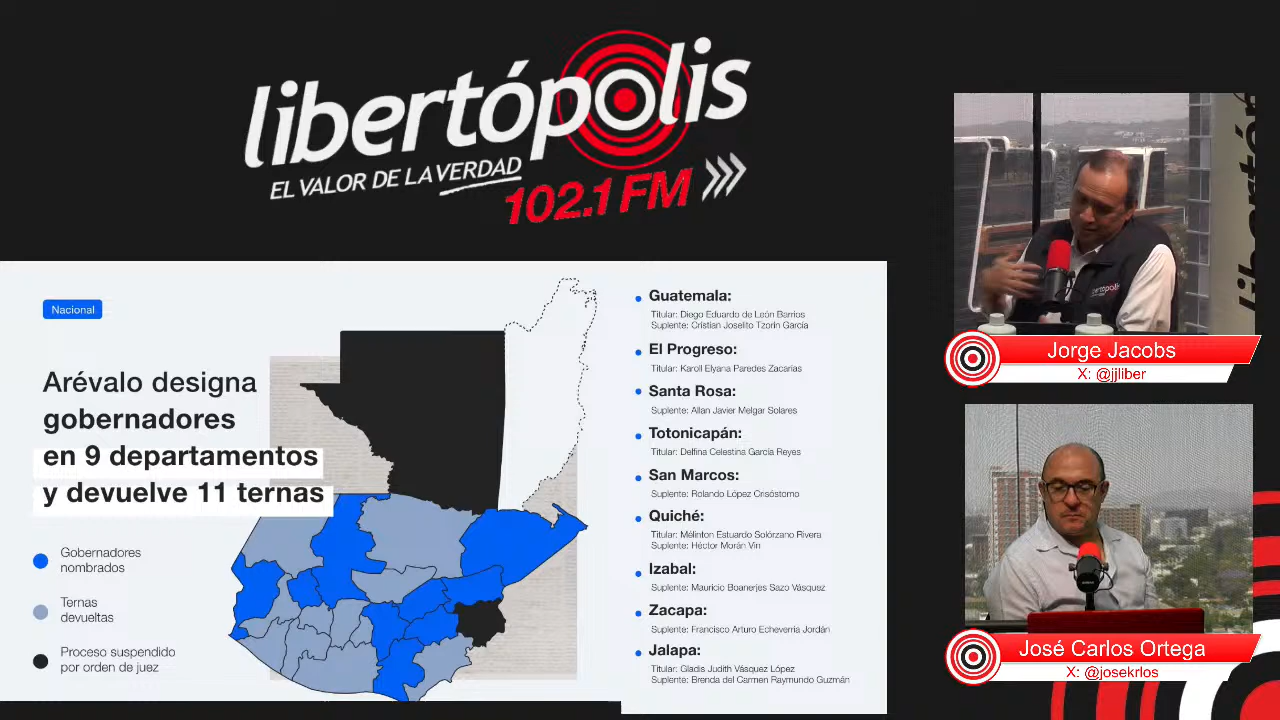 libertópolis
EL VALOR DE LA VERDAD
102.1 FM
Nacional
Arévalo designa
gobernadores
en 9 departamentos
y devuelve 11 ternas
Gobernadores
nombrados
Ternas
devueltas
Proceso suspendido
por orden de juez
Guatemala:
Titular: Diego Eduardo de León Barrios
Suplente: Cristian Joselito Tzorin García
El Progreso:
Titular: Karoll Elyana Paredes Zacarías
Santa Rosa:
Suplente: Allan Javier Melgar Solares
Totonicapán:
Titular: Delfina Celestina García Reyes
San Marcos:
Suplente: Rolando López Crisóstomo
Quiché:
Titular: Mélinton Estuardo Solórzano Rivera
Suplente: Héctor Morán Vin
Izabal:
Suplente: Mauricio Boanerjes Sazo Vásquez
Zacapa:
Suplente: Francisco Arturo Echeverría Jordán
Jalapa:
Titular: Gladis Judith Vásquez López
Suplente: Brenda del Carmen Raymundo Guzmán
libertópolis
Jorge Jacobs
X: @jjliber
José Carlos Ortega
X: @josekrlos